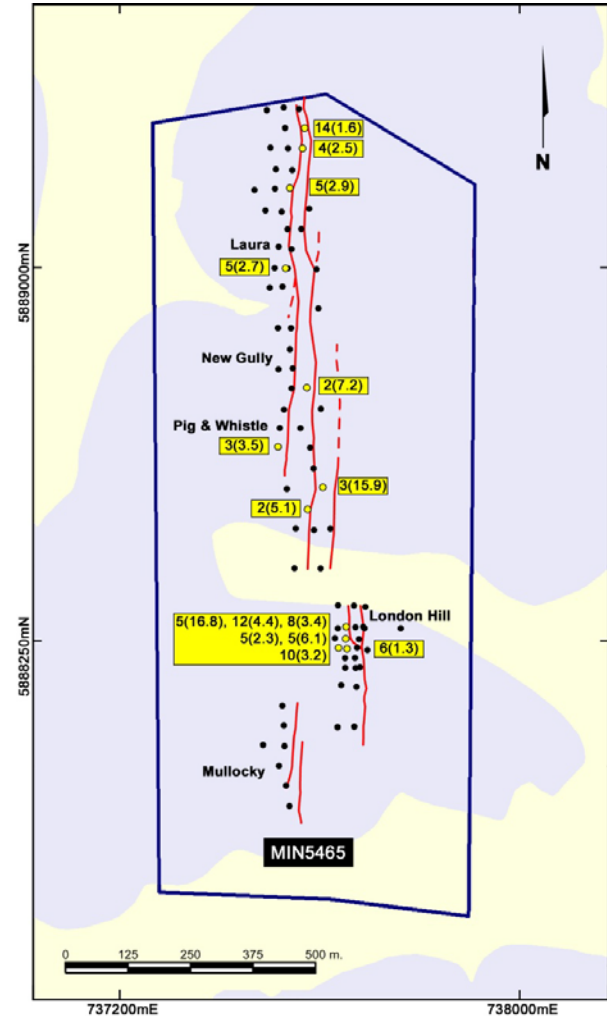 14(1.6)
4(2.5)
N
5(2.9)
Laura
5(2.7)
5889000mN
New Gully
2(7.2)
Pig & Whistle
3(3.5)
3(15.9)
2(5.1)
London Hill
5(16.8), 12(4.4), 8(3.4)
5(2.3), 5(6.1)
10(3.2)
6(1.3)
5888250mN
Mullocky
MIN5465
0 125 250 375 500 m.
737200mE 738000mE